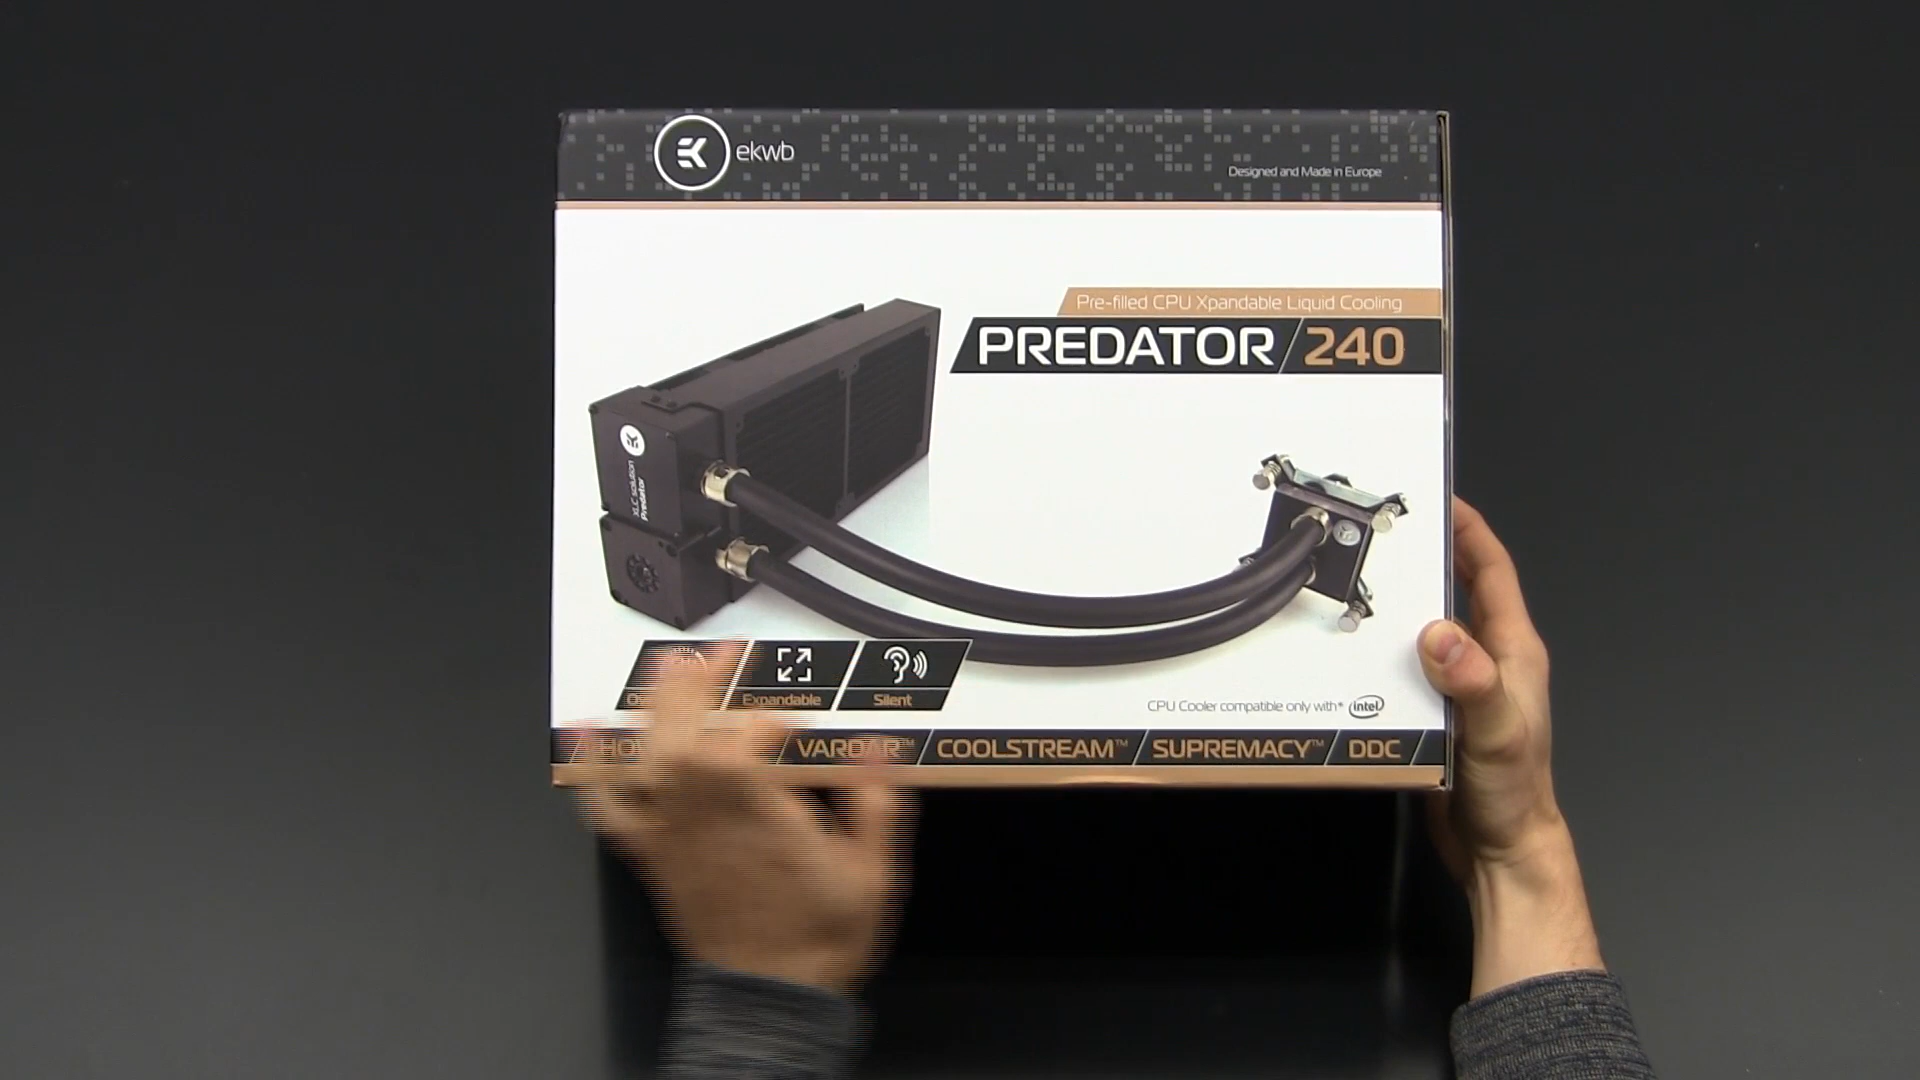 ekwb
Designed and Made in Europe
Pre-filled CPU Xpandable Liquid Cooling
PREDATOR 240
XLC solution
Predator
Expandable
Silent
CPU Cooler compatible only with* intel
VARDAR™ COOLSTREAM™ SUPREMACY™ DDC